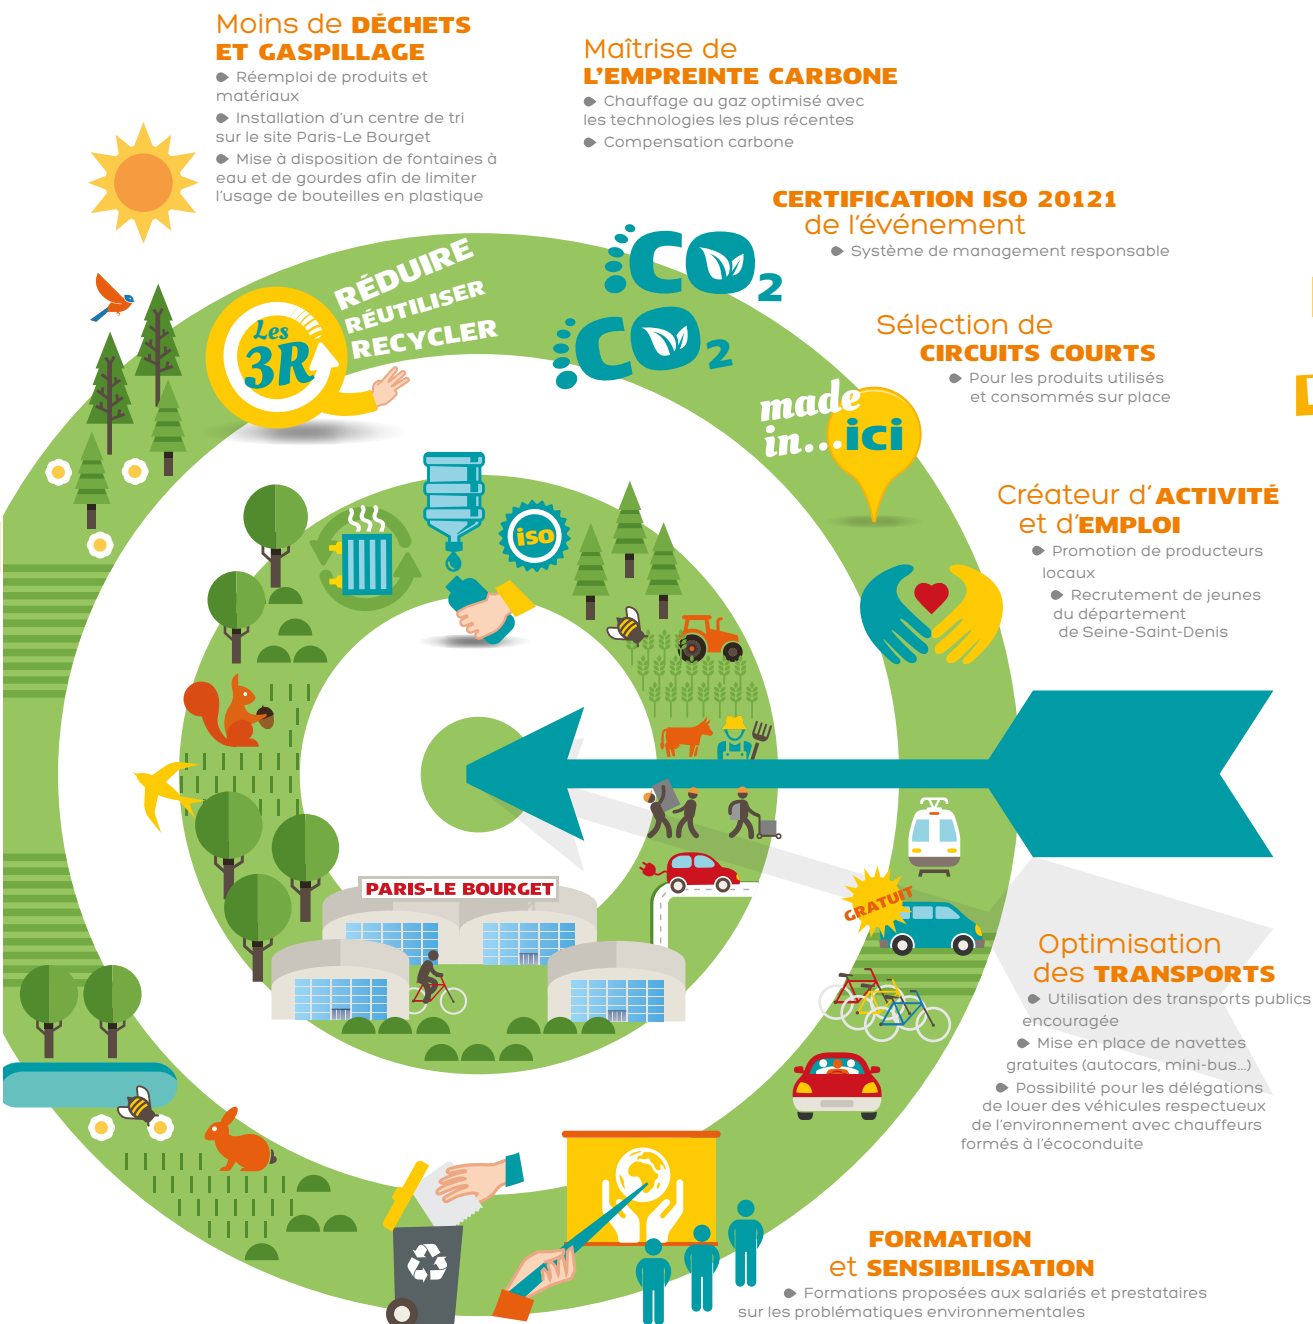 Moins de DÉCHETS
ET GASPILLAGE
Réemploi de produits et
matériaux
Installation d'un centre de tri
sur le site Paris-Le Bourget
Mise à disposition de fontaines à
eau et de gourdes afin de limiter
l'usage de bouteilles en plastique
Maîtrise de
L'EMPREINTE CARBONE
Chauffage au gaz optimisé avec
les technologies les plus récentes
Compensation carbone
CERTIFICATION ISO 20121
de l'événement
Système de management responsable
Sélection de
CIRCUITS COURTS
Pour les produits utilisés
et consommés sur place
Créateur d'ACTIVITÉ
et d'EMPLOI
Promotion de producteurs
locaux
Recrutement de jeunes
du département
de Seine-Saint-Denis
RÉDUIRE
RÉUTILISER
RECYCLER
Les
3R
CO2
CO2
made
in...ici
iso
PARIS-LE BOURGET
GRATUIT
Optimisation
des TRANSPORTS
Utilisation des transports publics
encouragée
Mise en place de navettes
gratuites (autocars, mini-bus...)
Possibilité pour les délégations
de louer des véhicules respectueux
de l'environnement avec chauffeurs
formés à l'écoconduite
FORMATION
et SENSIBILISATION
Formations proposées aux salariés et prestataires
sur les problématiques environnementales